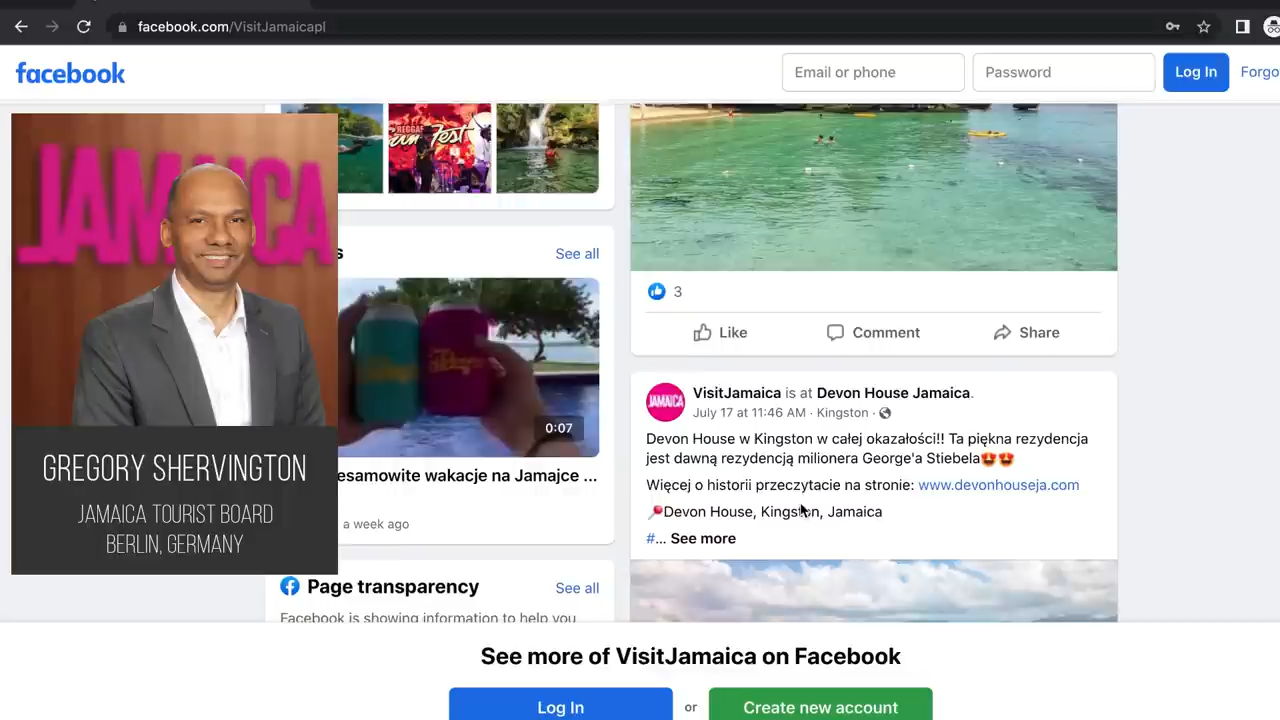 facebook.com/VisitJamaicapl
facebook
Email or phone
Password
Log In
Forgo
JAMAICA
GREGORY SHERVINGTON
JAMAICA TOURIST BOARD
BERLIN, GERMANY
REGGAE
Sumfest
s
See all
0:07
esamowite wakacje na Jamajce ...
a week ago
Page transparency
See all
Facebook is showing information to help you
3
Like
Comment
Share
JAMAICA
VisitJamaica is at Devon House Jamaica.
July 17 at 11:46 AM · Kingston ·
Devon House w Kingston w całej okazałości!! Ta piękna rezydencja
jest dawną rezydencją milionera George'a Stiebela😍😍
Więcej o historii przeczytacie na stronie: www.devonhouseja.com
📍Devon House, Kingston, Jamaica
#... See more
See more of VisitJamaica on Facebook
Log In
or
Create new account